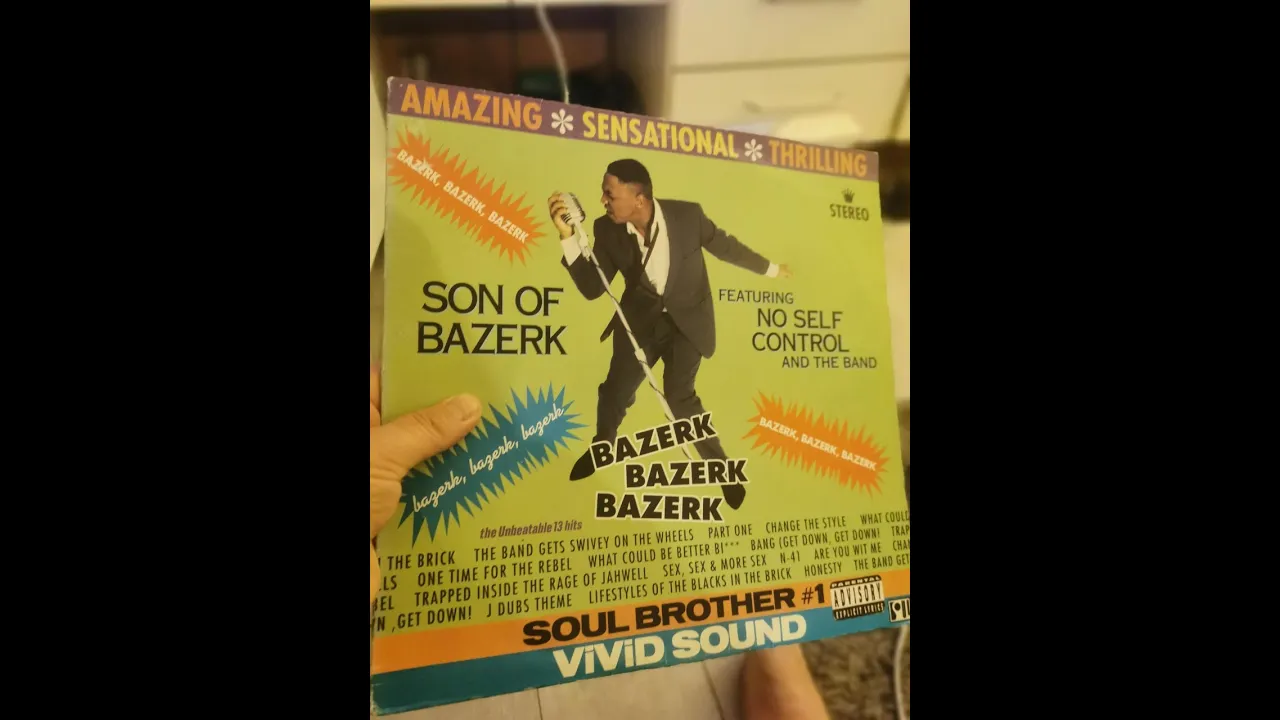 AMAZING * SENSATIONAL * THRILLING
BAZERK, BAZERK, BAZERK
STEREO
SON OF
BAZERK
FEATURING
NO SELF
CONTROL
AND THE BAND
bazerk, bazerk, bazerk
BAZERK, BAZERK, BAZERK
BAZERK
BAZERK
BAZERK
the Unbeatable 13 hits
THE BRICK THE BAND GETS SWIVEY ON THE WHEELS PART ONE CHANGE THE STYLE WHAT COULD
LS ONE TIME FOR THE REBEL WHAT COULD BE BETTER BI*** BANG (GET DOWN, GET DOWN! TRAP
BEL TRAPPED INSIDE THE RAGE OF JAHWELL SEX, SEX & MORE SEX N-41 ARE YOU WIT ME CHA
N ,GET DOWN! J DUBS THEME LIFESTYLES OF THE BLACKS IN THE BRICK HONESTY THE BAND GET
SOUL BROTHER #1
PARENTAL
ADVISORY
EXPLICIT LYRICS
ViViD SOUND